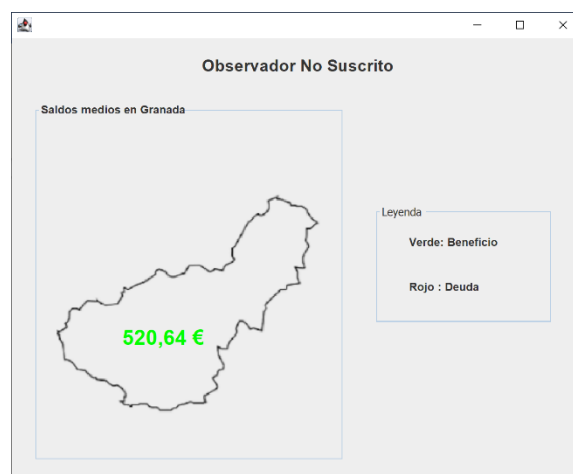 Observador No Suscrito
Saldos medios en Granada
520,64 €
Leyenda
Verde: Beneficio
Rojo : Deuda